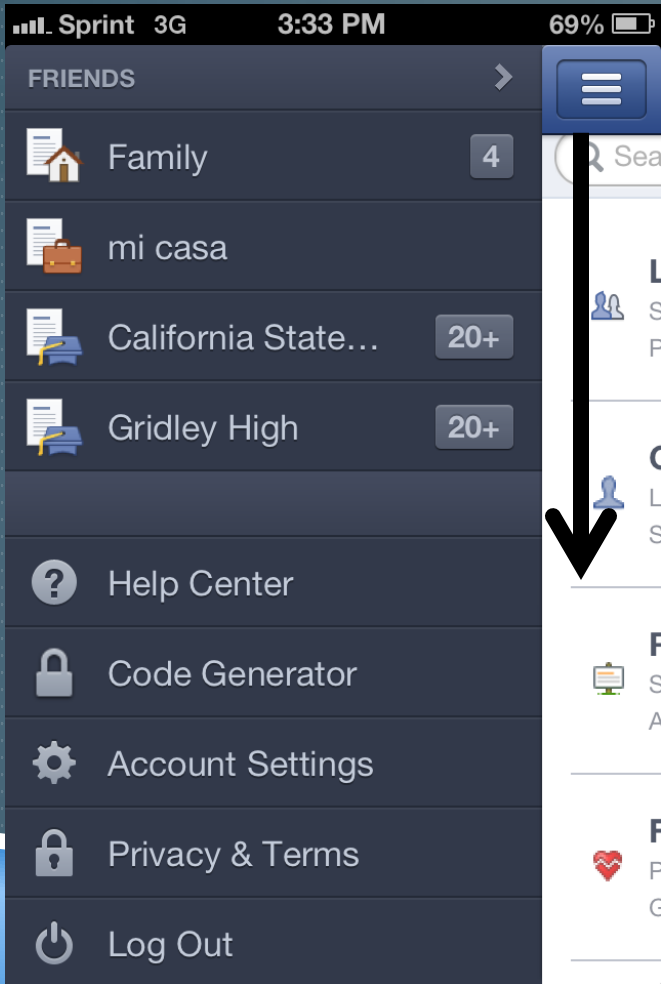 Sprint 3G 3:33 PM 69%
FRIENDS
Family 4
mi casa
California State... 20+
Gridley High 20+
? Help Center
Code Generator
Account Settings
Privacy & Terms
Log Out
Sea
L
S
P
L
S
S
A
P
G